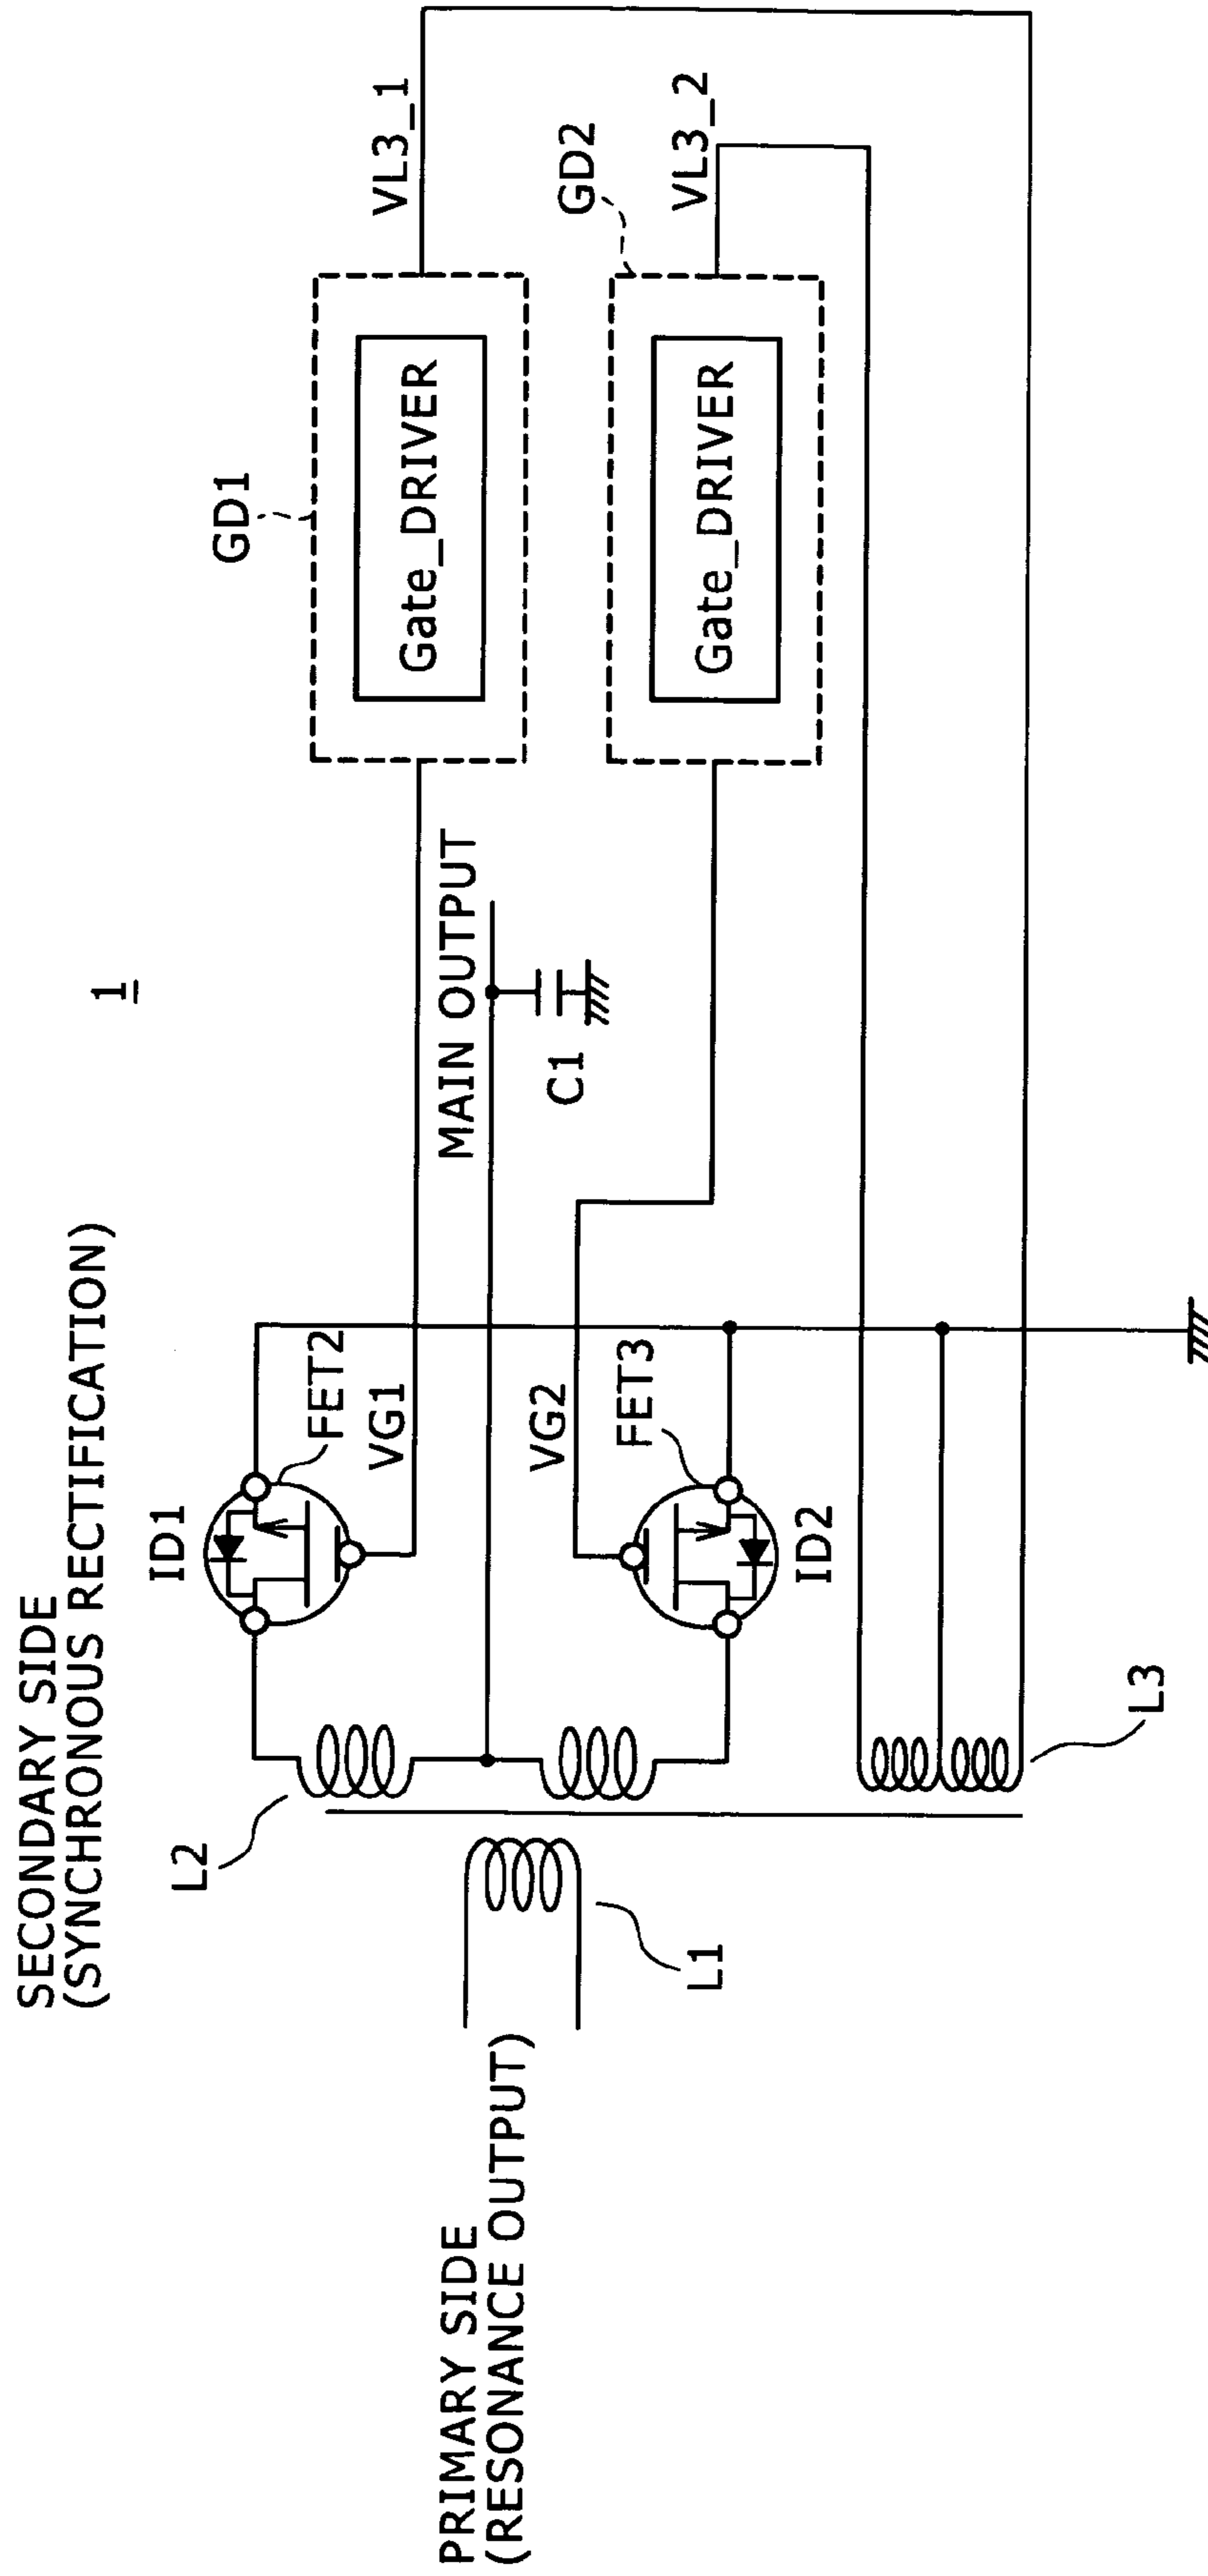 1
SECONDARY SIDE
(SYNCHRONOUS RECTIFICATION)
PRIMARY SIDE
(RESONANCE OUTPUT)
L1
L2
L3
ID1
FET2
VG1
MAIN OUTPUT
C1
VG2
FET3
ID2
GD1
Gate_DRIVER
VL3_1
GD2
Gate_DRIVER
VL3_2